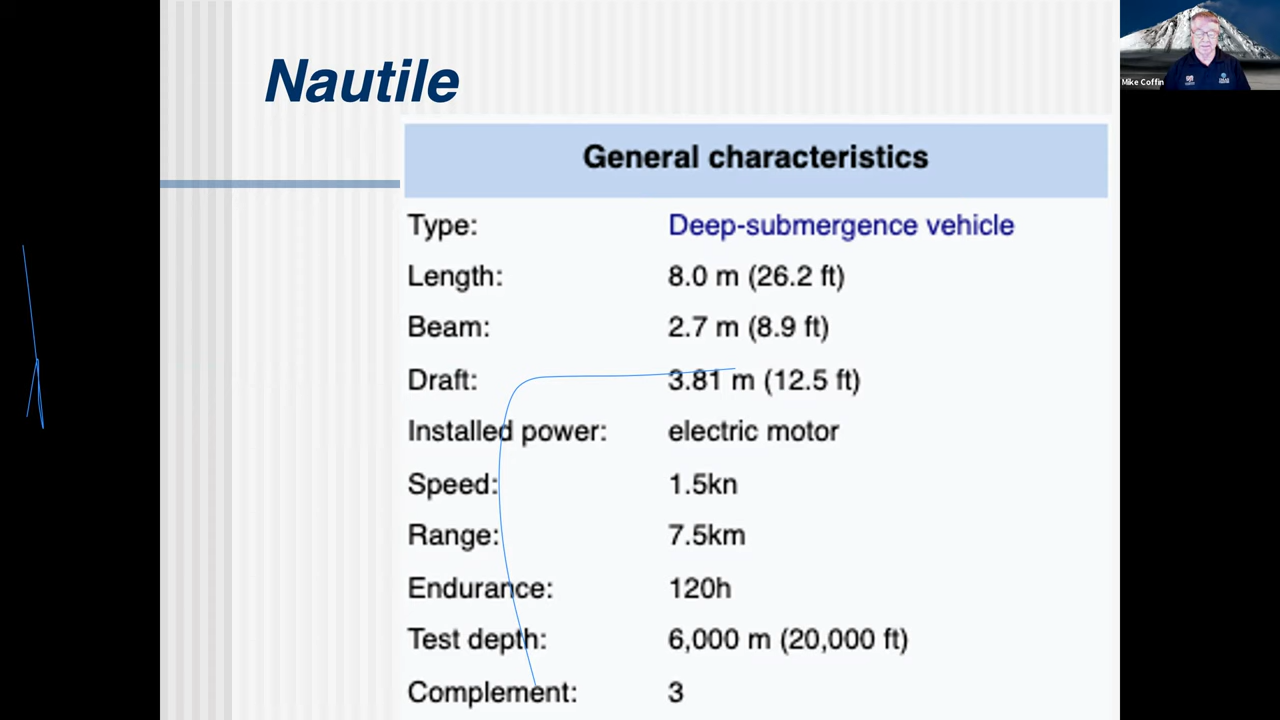 Nautile
General characteristics
Type: Deep-submergence vehicle
Length: 8.0 m (26.2 ft)
Beam: 2.7 m (8.9 ft)
Draft: 3.81 m (12.5 ft)
Installed power: electric motor
Speed: 1.5kn
Range: 7.5km
Endurance: 120h
Test depth: 6,000 m (20,000 ft)
Complement: 3
Mike Coffin